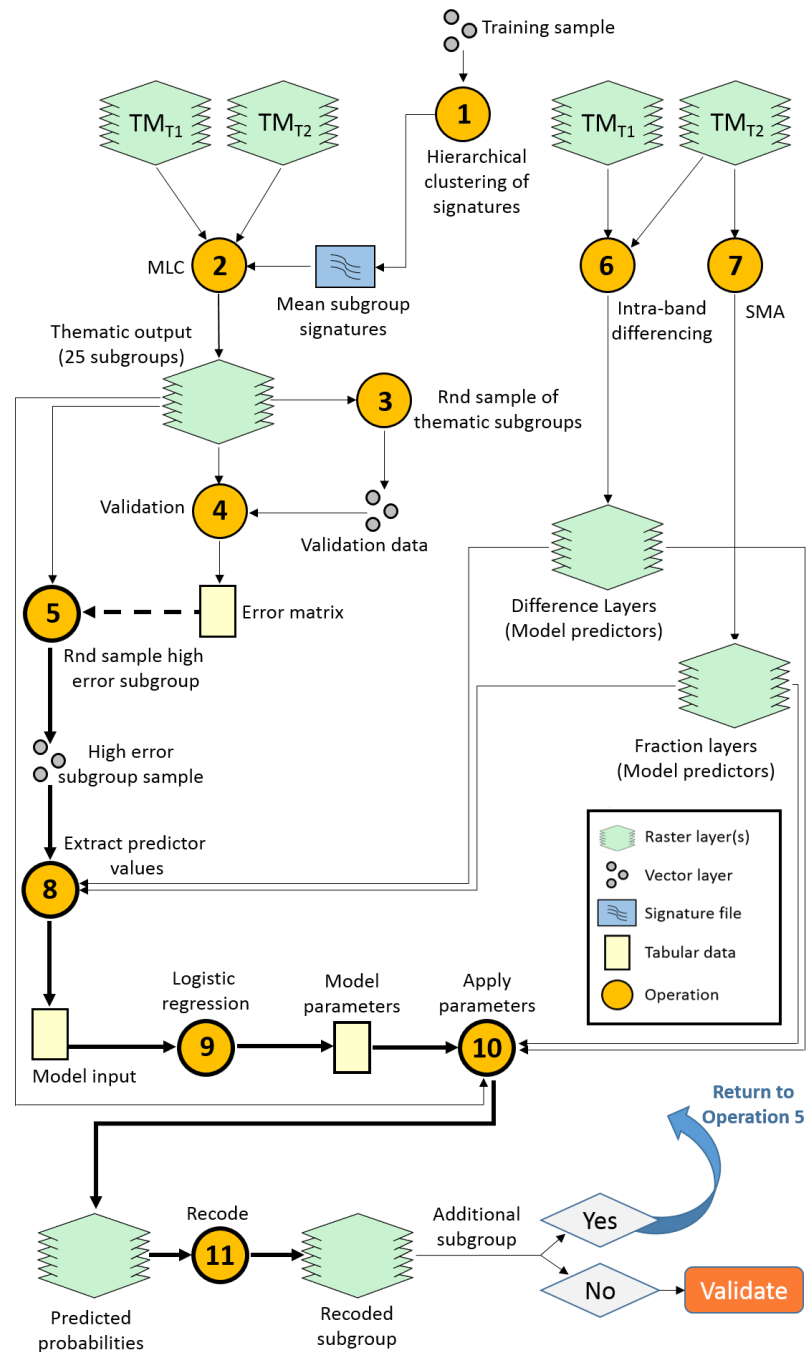 Training sample
1
Hierarchical
clustering of
signatures
TMT1
TMT2
TMT1
TMT2
MLC
2
Mean subgroup
signatures
6
Intra-band
differencing
7
SMA
Thematic output
(25 subgroups)
3
Rnd sample of
thematic subgroups
Validation
4
Validation data
5
Error matrix
Rnd sample high
error subgroup
Difference Layers
(Model predictors)
High error
subgroup sample
Fraction layers
(Model predictors)
Extract predictor
values
8
Raster layer(s)
Vector layer
Signature file
Tabular data
Operation
Model input
Logistic
regression
9
Model
parameters
Apply
parameters
10
Return to
Operation 5
Predicted
probabilities
Recode
11
Recoded
subgroup
Additional
subgroup
Yes
No
Validate